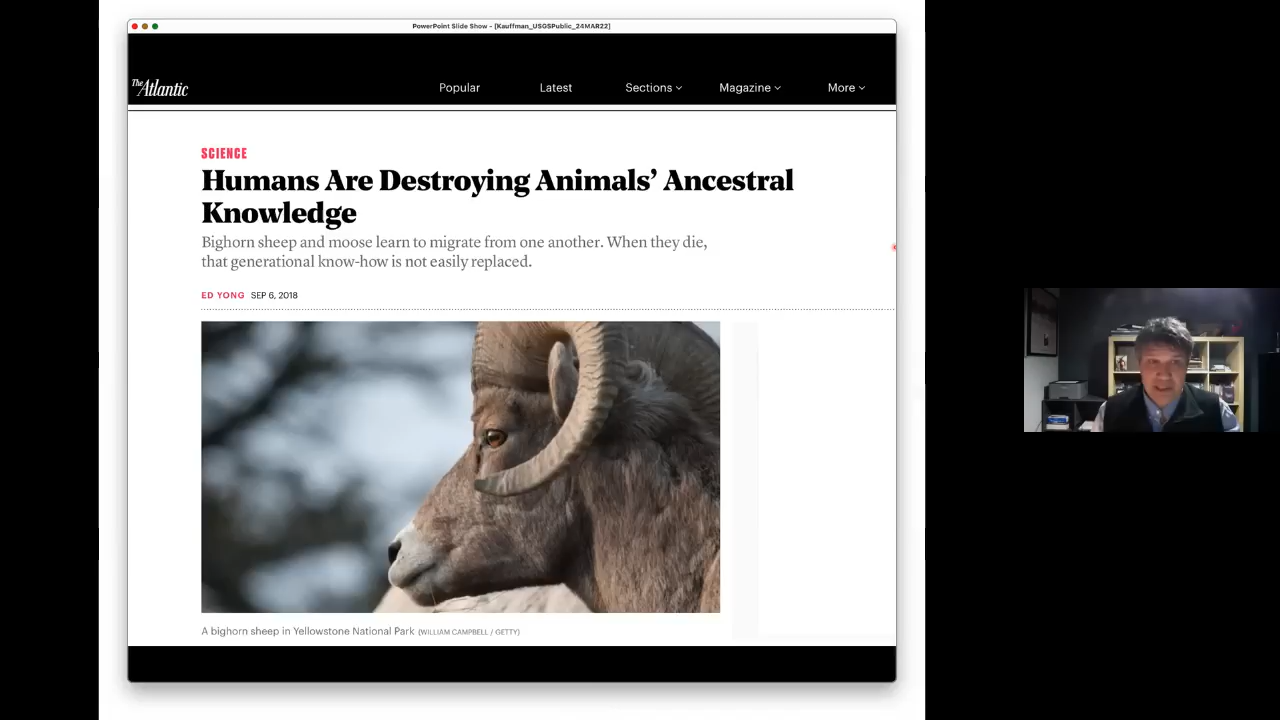 PowerPoint Slide Show - [Kauffman_USGSPublic_24MAR22]
The Atlantic
Popular
Latest
Sections
Magazine
More
SCIENCE
Humans Are Destroying Animals’ Ancestral
Knowledge
Bighorn sheep and moose learn to migrate from one another. When they die,
that generational know-how is not easily replaced.
ED YONG SEP 6, 2018
A bighorn sheep in Yellowstone National Park (WILLIAM CAMPBELL / GETTY)